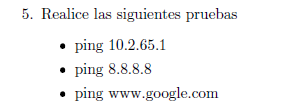 5. Realice las siguientes pruebas
• ping 10.2.65.1
• ping 8.8.8.8
• ping www.google.com